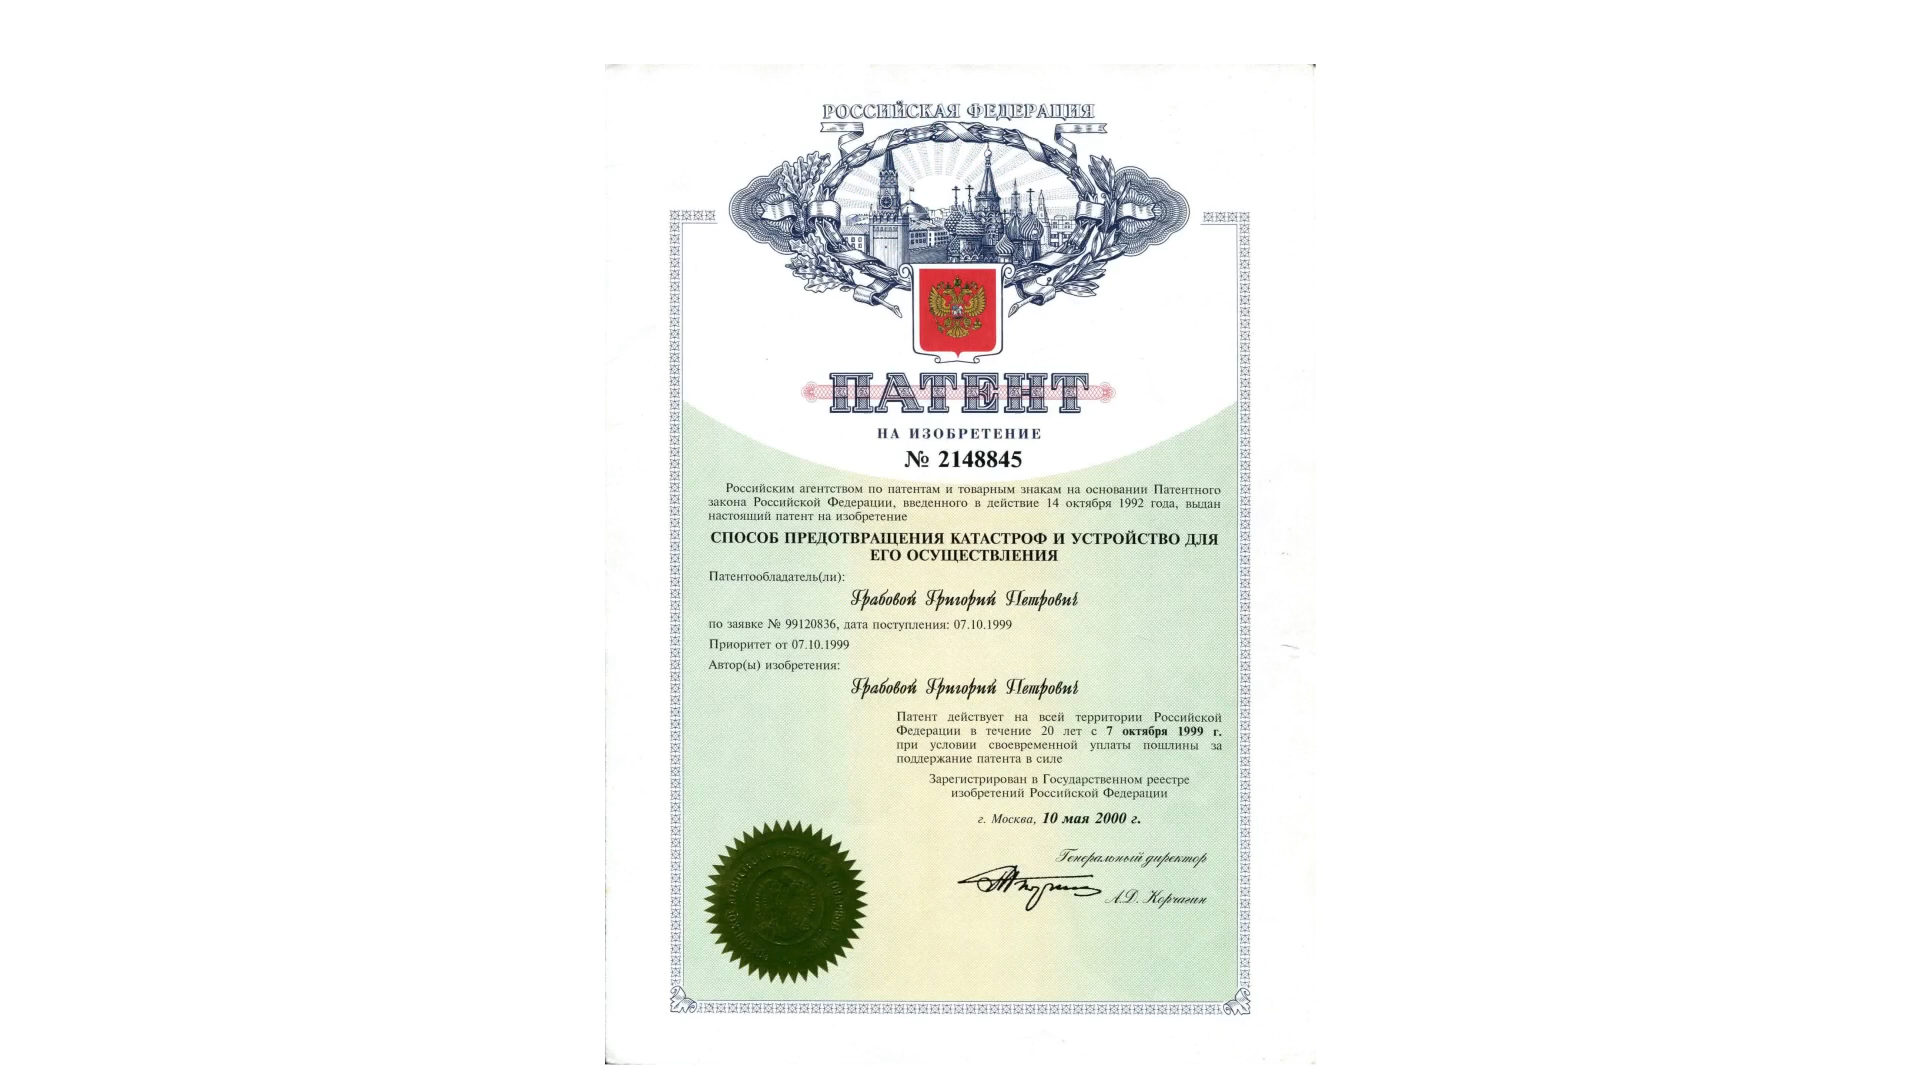 РОССИЙСКАЯ ФЕДЕРАЦИЯ
ПАТЕНТ
НА ИЗОБРЕТЕНИЕ
№ 2148845
Российским агентством по патентам и товарным знакам на основании Патентного
закона Российской Федерации, введенного в действие 14 октября 1992 года, выдан
настоящий патент на изобретение
СПОСОБ ПРЕДОТВРАЩЕНИЯ КАТАСТРОФ И УСТРОЙСТВО ДЛЯ
ЕГО ОСУЩЕСТВЛЕНИЯ
Патентообладатель(ли):
Грабовой Григорий Петрович
по заявке № 99120836, дата поступления: 07.10.1999
Приоритет от 07.10.1999
Автор(ы) изобретения:
Грабовой Григорий Петрович
Патент действует на всей территории Российской
Федерации в течение 20 лет с 7 октября 1999 г.
при условии своевременной уплаты пошлины за
поддержание патента в силе
Зарегистрирован в Государственном реестре
изобретений Российской Федерации
г. Москва, 10 мая 2000 г.
Генеральный директор
А.Д. Корчагин